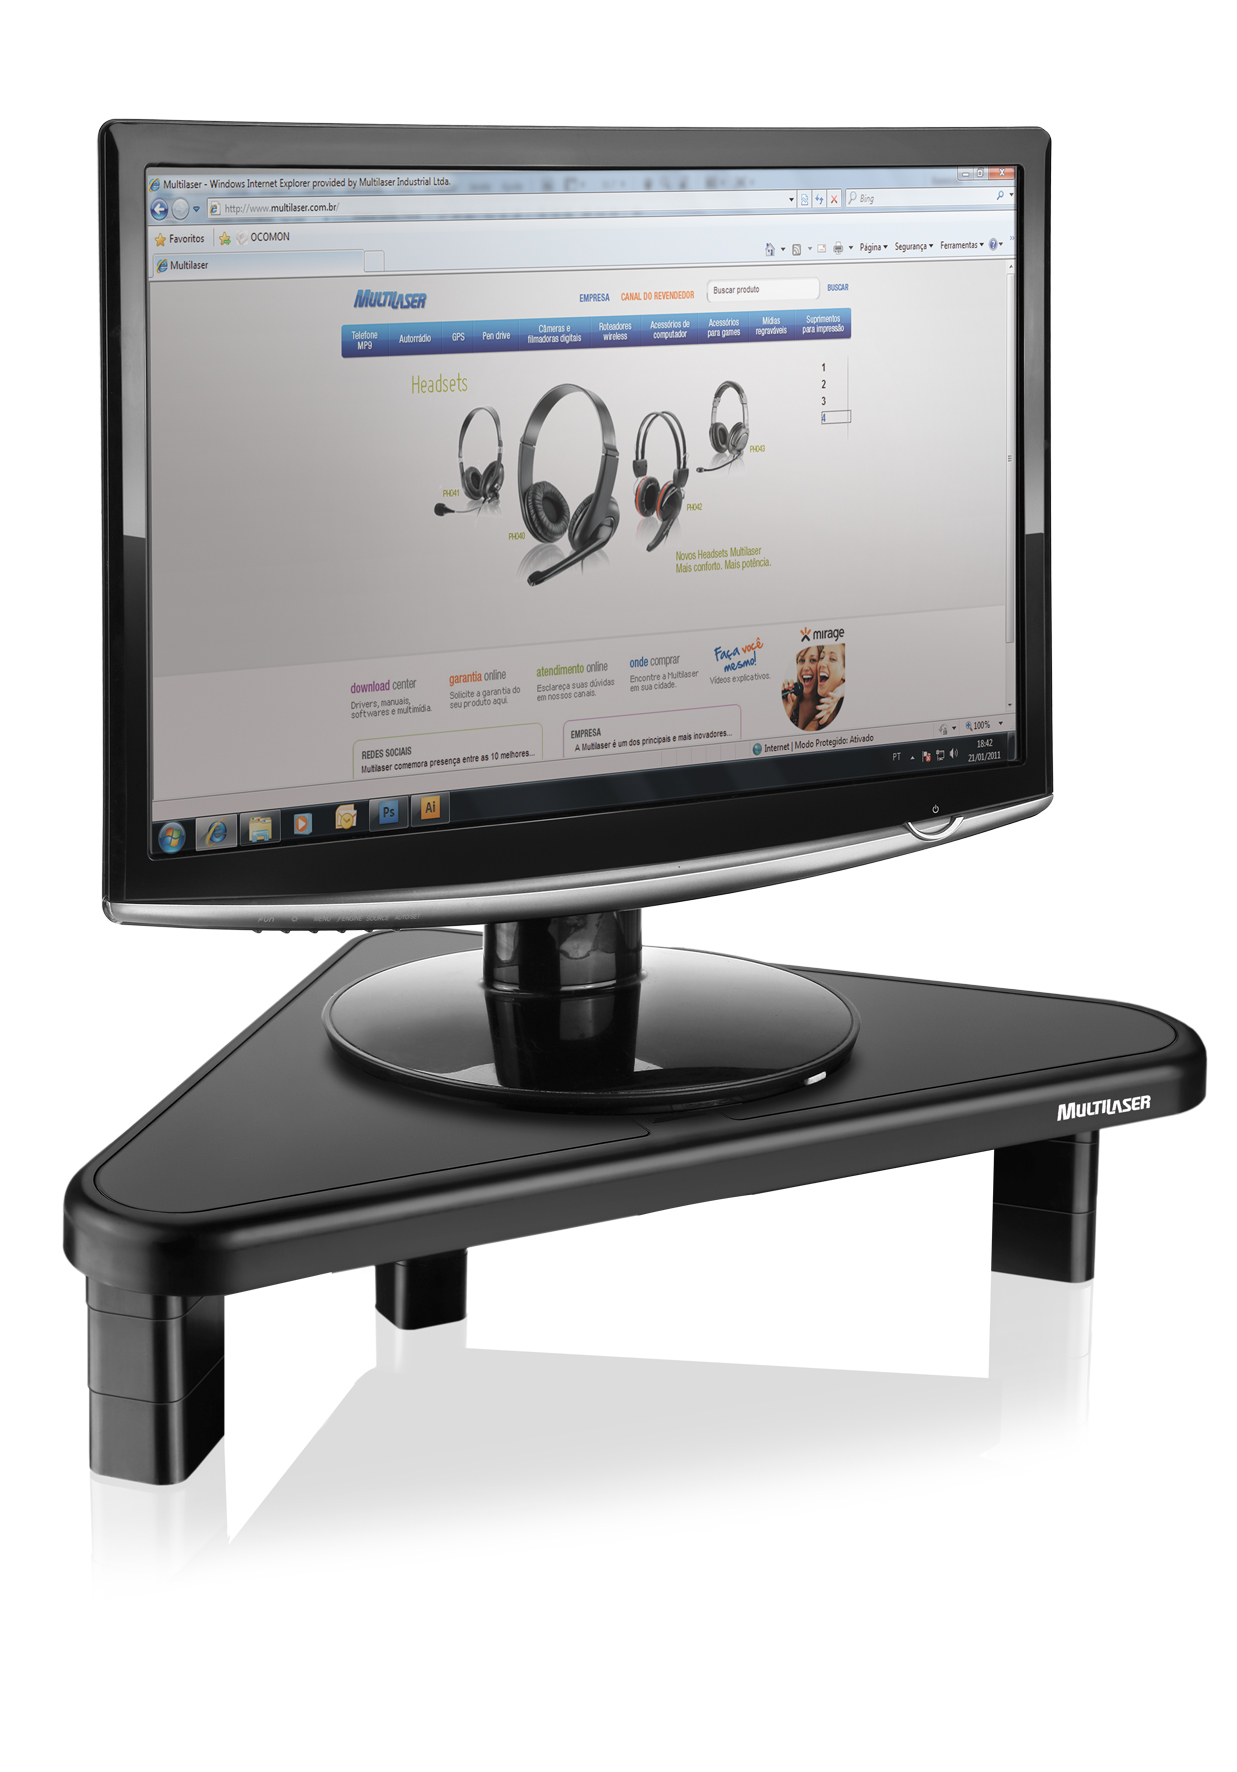 Multilaser - Windows Internet Explorer provided by Multilaser Industrial Ltda.
http://www.multilaser.com.br/
Bing
Favoritos
OCOMON
Página
Segurança
Ferramentas
Multilaser
MULTILASER
EMPRESA
CANAL DO REVENDEDOR
Buscar produto
BUSCAR
Telefone
MP9
Autorrádio
GPS
Pen drive
Câmeras e
filmadoras digitais
Roteadores
wireless
Acessórios de
computador
Acessórios
para games
Mídias
regraváveis
Suprimentos
para impressão
Headsets
1
2
3
4
PH041
PH040
PH042
PH043
Novos Headsets Multilaser
Mais conforto. Mais potência.
download center
Drivers, manuais,
softwares e multimídia.
garantia online
Solicite a garantia do
seu produto aqui.
atendimento online
Esclareça suas dúvidas
em nossos canais.
onde comprar
Encontre a Multilaser
em sua cidade.
Faça você
mesmo!
Vídeos explicativos.
mirage
REDES SOCIAIS
Multilaser comemora presença entre as 10 melhores...
EMPRESA
A Multilaser é um dos principais e mais inovadores...
Internet | Modo Protegido: Ativado
100%
Ps
Ai
PT
18:42
21/01/2011
MENU
SOURCE
MULTILASER